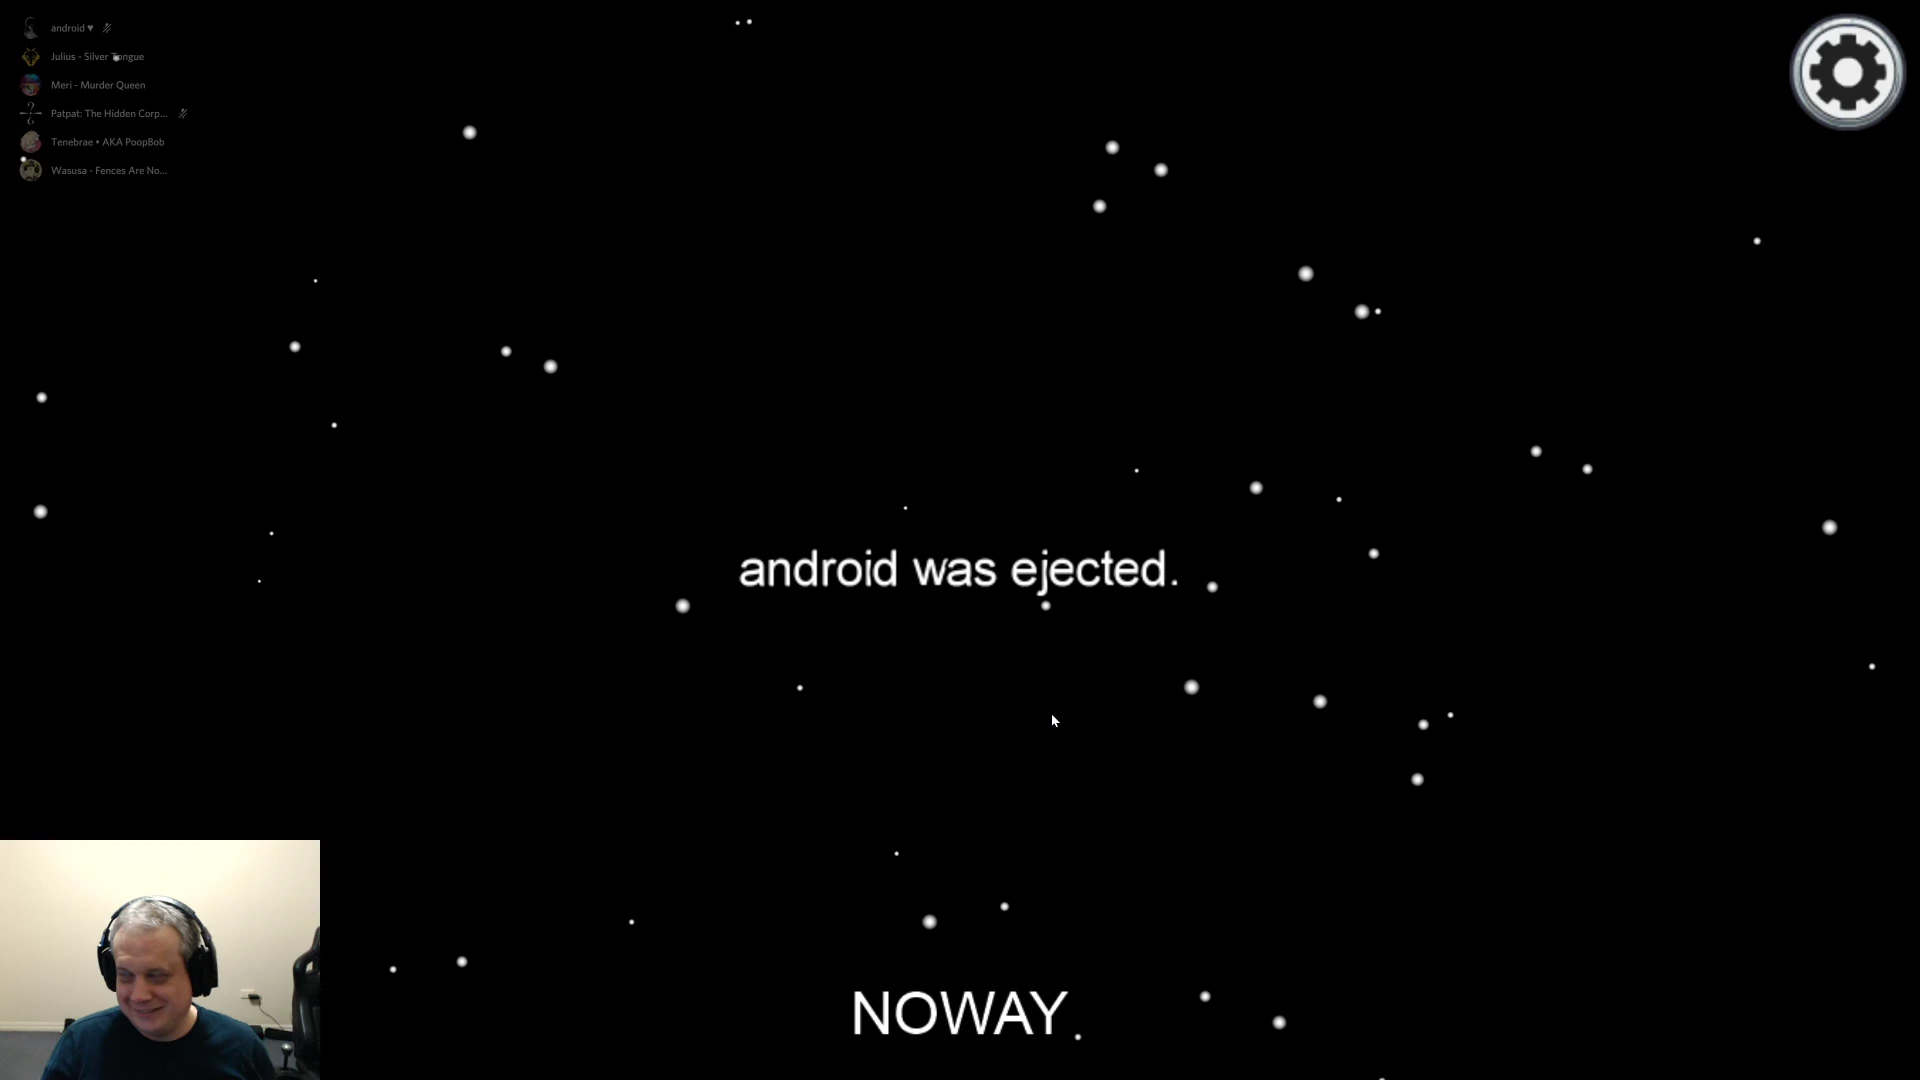 android ♥
Julius - Silver Tongue
Meri - Murder Queen
Patpat: The Hidden Corp...
Tenebrae • AKA PoopBob
Wasusa - Fences Are No...
android was ejected.
NOWAY